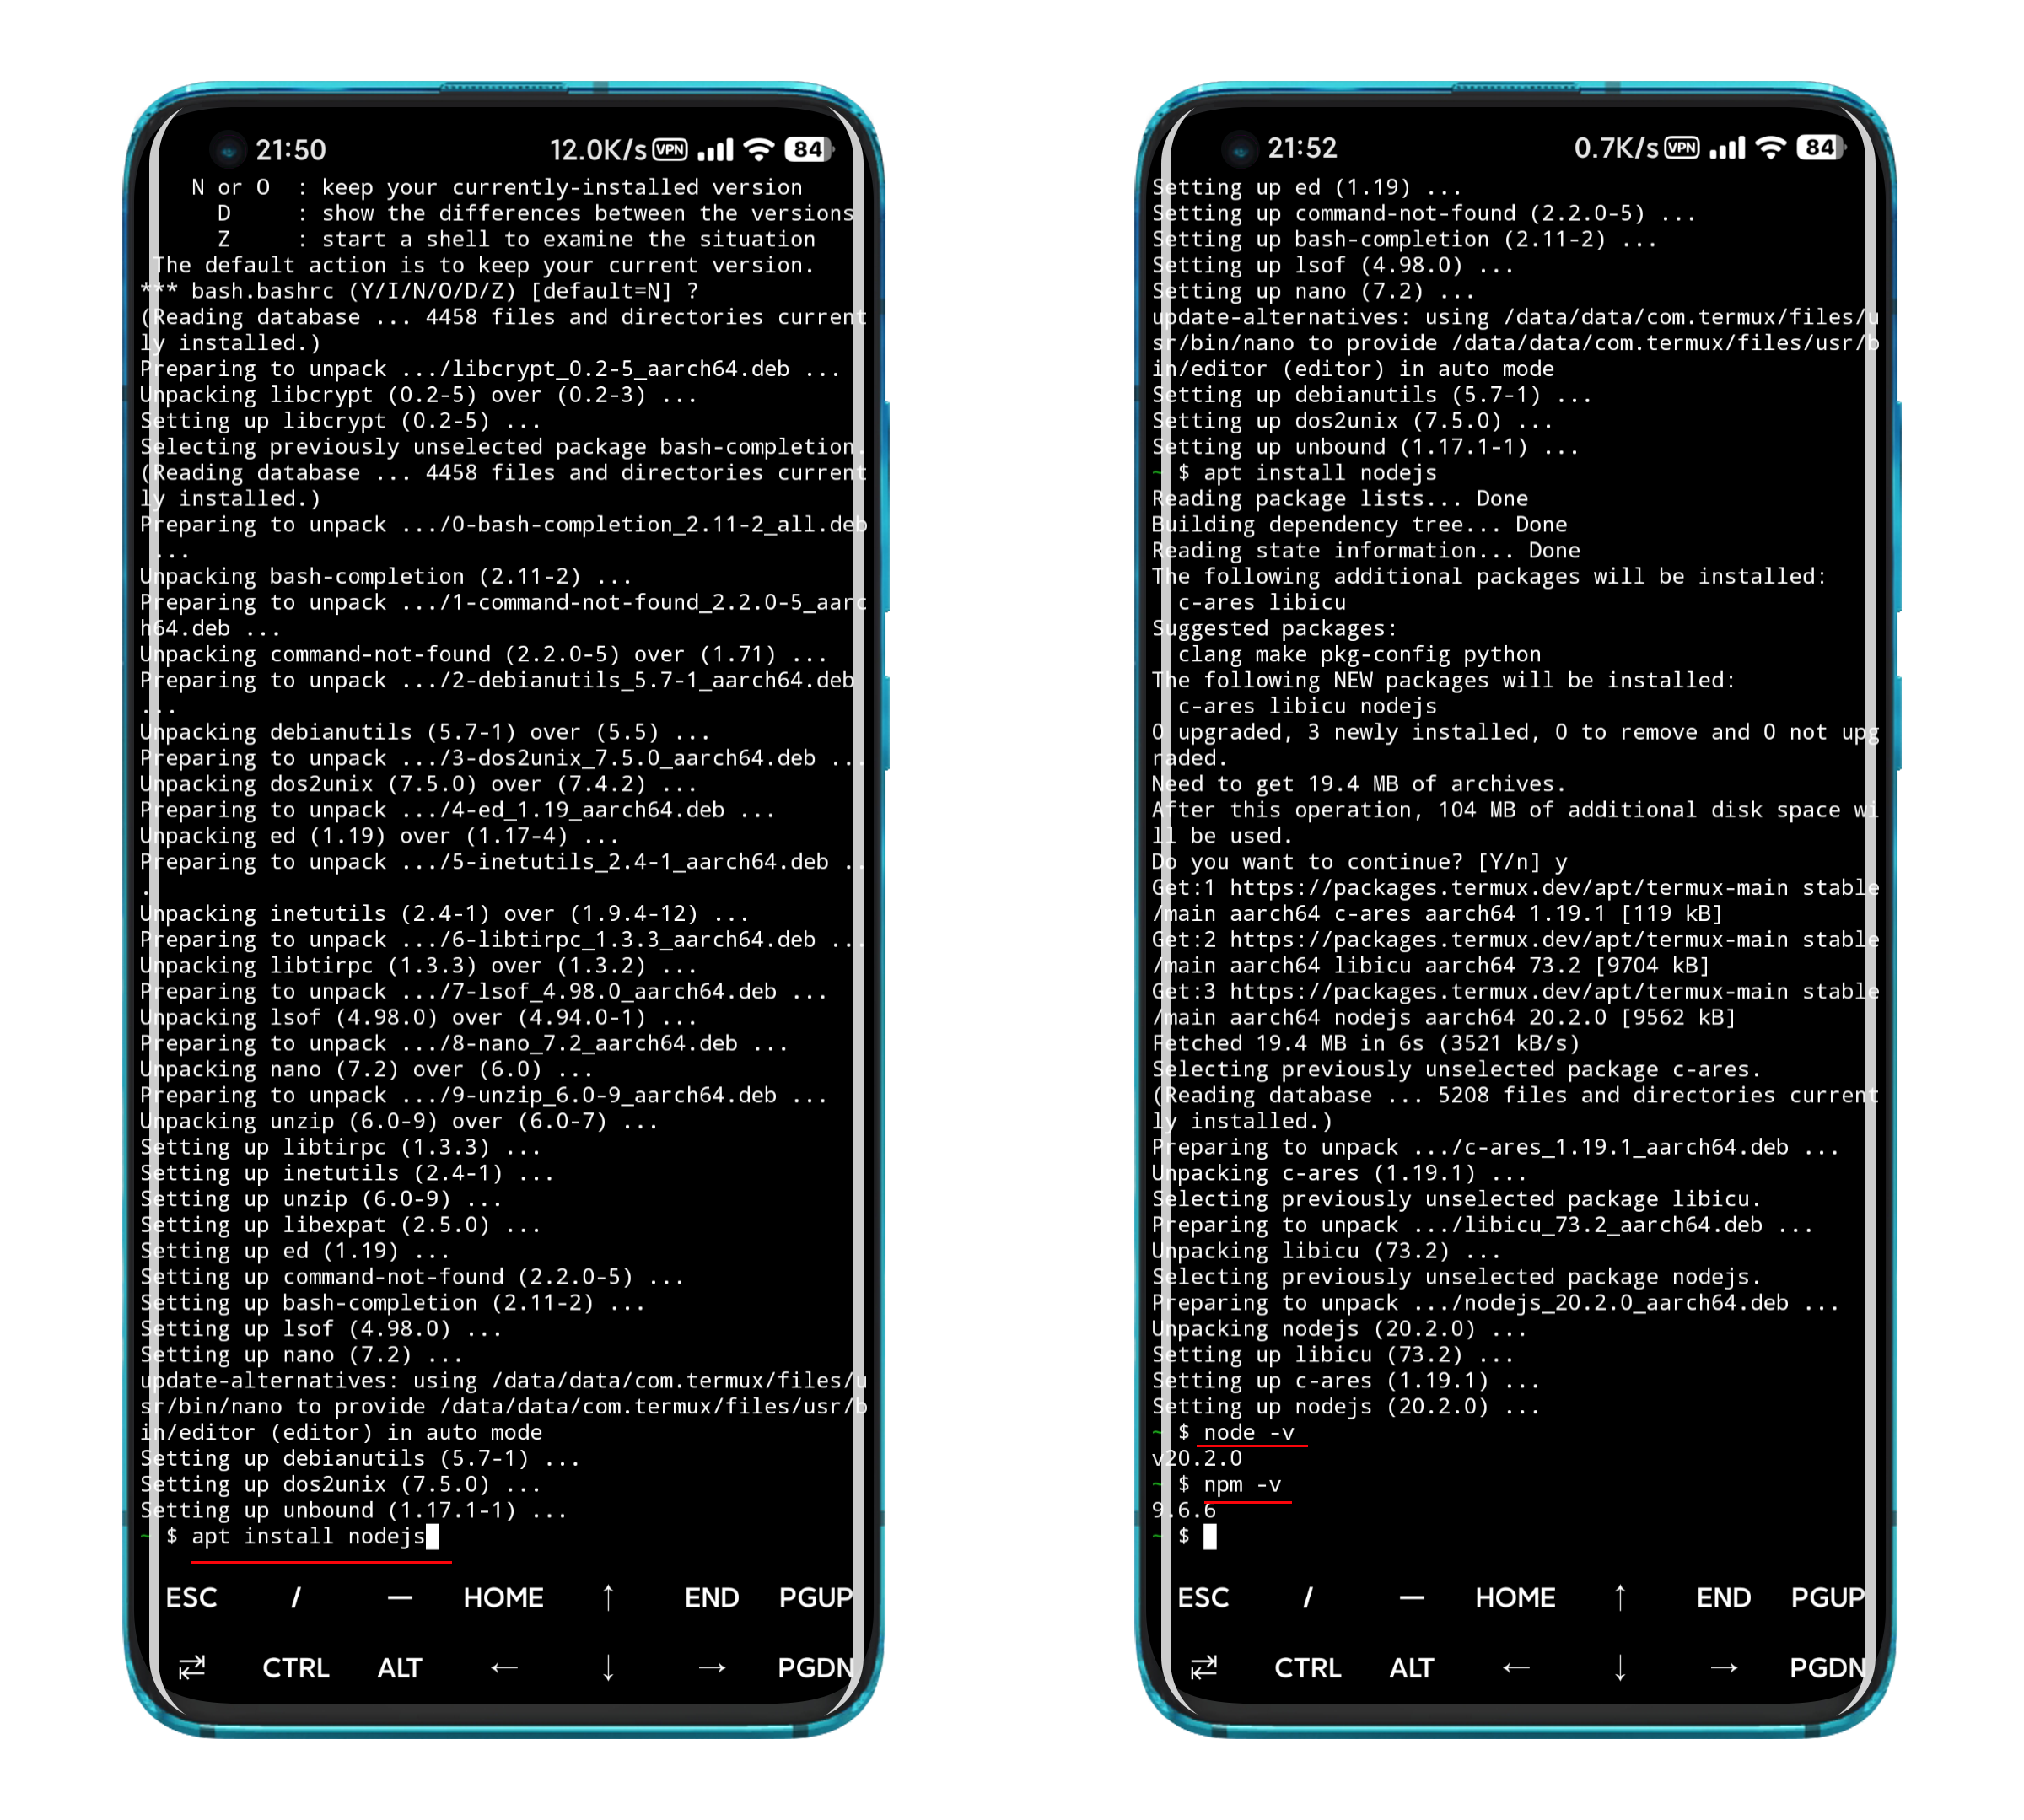 21:50 12.0K/s VPN 84
N or O  : keep your currently-installed version
D     : show the differences between the versions
Z     : start a shell to examine the situation
The default action is to keep your current version.
*** bash.bashrc (Y/I/N/O/D/Z) [default=N] ?
(Reading database ... 4458 files and directories current
ly installed.)
Preparing to unpack .../libcrypt_0.2-5_aarch64.deb ...
Unpacking libcrypt (0.2-5) over (0.2-3) ...
Setting up libcrypt (0.2-5) ...
Selecting previously unselected package bash-completion.
(Reading database ... 4458 files and directories current
ly installed.)
Preparing to unpack .../0-bash-completion_2.11-2_all.deb
...
Unpacking bash-completion (2.11-2) ...
Preparing to unpack .../1-command-not-found_2.2.0-5_aarc
h64.deb ...
Unpacking command-not-found (2.2.0-5) over (1.71) ...
Preparing to unpack .../2-debianutils_5.7-1_aarch64.deb
...
Unpacking debianutils (5.7-1) over (5.5) ...
Preparing to unpack .../3-dos2unix_7.5.0_aarch64.deb ...
Unpacking dos2unix (7.5.0) over (7.4.2) ...
Preparing to unpack .../4-ed_1.19_aarch64.deb ...
Unpacking ed (1.19) over (1.17-4) ...
Preparing to unpack .../5-inetutils_2.4-1_aarch64.deb ..
.
Unpacking inetutils (2.4-1) over (1.9.4-12) ...
Preparing to unpack .../6-libtirpc_1.3.3_aarch64.deb ...
Unpacking libtirpc (1.3.3) over (1.3.2) ...
Preparing to unpack .../7-lsof_4.98.0_aarch64.deb ...
Unpacking lsof (4.98.0) over (4.94.0-1) ...
Preparing to unpack .../8-nano_7.2_aarch64.deb ...
Unpacking nano (7.2) over (6.0) ...
Preparing to unpack .../9-unzip_6.0-9_aarch64.deb ...
Unpacking unzip (6.0-9) over (6.0-7) ...
Setting up libtirpc (1.3.3) ...
Setting up inetutils (2.4-1) ...
Setting up unzip (6.0-9) ...
Setting up libexpat (2.5.0) ...
Setting up ed (1.19) ...
Setting up command-not-found (2.2.0-5) ...
Setting up bash-completion (2.11-2) ...
Setting up lsof (4.98.0) ...
Setting up nano (7.2) ...
update-alternatives: using /data/data/com.termux/files/u
sr/bin/nano to provide /data/data/com.termux/files/usr/b
in/editor (editor) in auto mode
Setting up debianutils (5.7-1) ...
Setting up dos2unix (7.5.0) ...
Setting up unbound (1.17.1-1) ...
~ $ apt install nodejs
ESC / — HOME ↑ END PGUP
⇄ CTRL ALT ← ↓ → PGDN
21:52 0.7K/s VPN 84
Setting up ed (1.19) ...
Setting up command-not-found (2.2.0-5) ...
Setting up bash-completion (2.11-2) ...
Setting up lsof (4.98.0) ...
Setting up nano (7.2) ...
update-alternatives: using /data/data/com.termux/files/u
sr/bin/nano to provide /data/data/com.termux/files/usr/b
in/editor (editor) in auto mode
Setting up debianutils (5.7-1) ...
Setting up dos2unix (7.5.0) ...
Setting up unbound (1.17.1-1) ...
~ $ apt install nodejs
Reading package lists... Done
Building dependency tree... Done
Reading state information... Done
The following additional packages will be installed:
c-ares libicu
Suggested packages:
clang make pkg-config python
The following NEW packages will be installed:
c-ares libicu nodejs
0 upgraded, 3 newly installed, 0 to remove and 0 not upg
raded.
Need to get 19.4 MB of archives.
After this operation, 104 MB of additional disk space wi
ll be used.
Do you want to continue? [Y/n] y
Get:1 https://packages.termux.dev/apt/termux-main stable
/main aarch64 c-ares aarch64 1.19.1 [119 kB]
Get:2 https://packages.termux.dev/apt/termux-main stable
/main aarch64 libicu aarch64 73.2 [9704 kB]
Get:3 https://packages.termux.dev/apt/termux-main stable
/main aarch64 nodejs aarch64 20.2.0 [9562 kB]
Fetched 19.4 MB in 6s (3521 kB/s)
Selecting previously unselected package c-ares.
(Reading database ... 5208 files and directories current
ly installed.)
Preparing to unpack .../c-ares_1.19.1_aarch64.deb ...
Unpacking c-ares (1.19.1) ...
Selecting previously unselected package libicu.
Preparing to unpack .../libicu_73.2_aarch64.deb ...
Unpacking libicu (73.2) ...
Selecting previously unselected package nodejs.
Preparing to unpack .../nodejs_20.2.0_aarch64.deb ...
Unpacking nodejs (20.2.0) ...
Setting up libicu (73.2) ...
Setting up c-ares (1.19.1) ...
Setting up nodejs (20.2.0) ...
~ $ node -v
v20.2.0
~ $ npm -v
9.6.6
~ $
ESC / — HOME ↑ END PGUP
⇄ CTRL ALT ← ↓ → PGDN